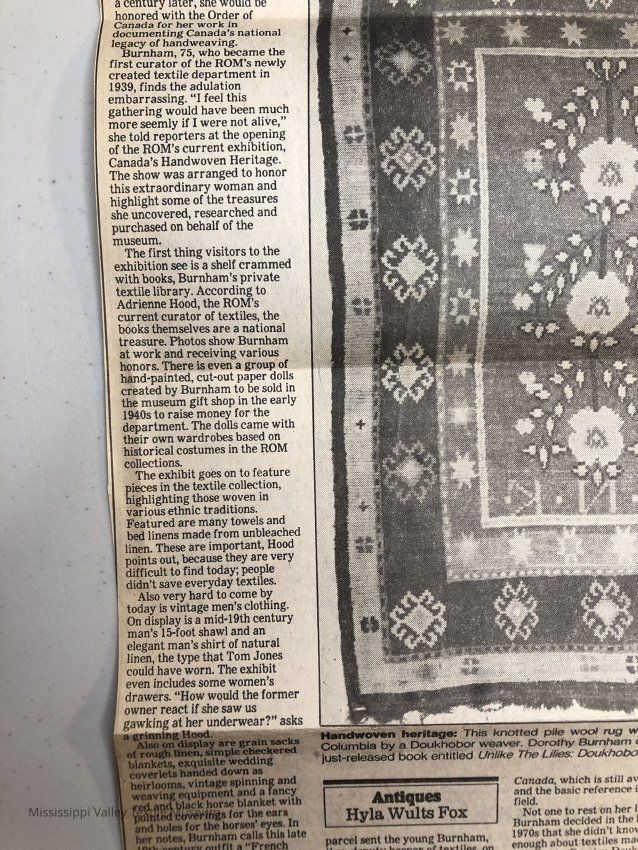 a century later, she would be
honored with the Order of
Canada for her work in
documenting Canada's national
legacy of handweaving.
Burnham, 75, who became the
first curator of the ROM's newly
created textile department in
1939, finds the adulation
embarrassing. “I feel this
gathering would have been much
more seemly if I were not alive,”
she told reporters at the opening
of the ROM's current exhibition,
Canada's Handwoven Heritage.
The show was arranged to honor
this extraordinary woman and
highlight some of the treasures
she uncovered, researched and
purchased on behalf of the
museum.
The first thing visitors to the
exhibition see is a shelf crammed
with books, Burnham's private
textile library. According to
Adrienne Hood, the ROM's
current curator of textiles, the
books themselves are a national
treasure. Photos show Burnham
at work and receiving various
honors. There is even a group of
hand-painted, cut-out paper dolls
created by Burnham to be sold in
the museum gift shop in the early
1940s to raise money for the
department. The dolls came with
their own wardrobes based on
historical costumes in the ROM
collections.
The exhibit goes on to feature
pieces in the textile collection,
highlighting those woven in
various ethnic traditions.
Featured are many towels and
bed linens made from unbleached
linen. These are important, Hood
points out, because they are very
difficult to find today; people
didn't save everyday textiles.
Also very hard to come by
today is vintage men's clothing.
On display is a mid-19th century
man's 15-foot shawl and an
elegant man's shirt of natural
linen, the type that Tom Jones
could have worn. The exhibit
even includes some women's
drawers. “How would the former
owner react if she saw us
gawking at her underwear?” asks
a grinning Hood.
Also on display are grain sacks
of rough linen, simple checkered
blankets, exquisite wedding
coverlets handed down as
heirlooms, vintage spinning and
weaving equipment and a fancy
red and black horse blanket with
pointed coverings for the ears
and holes for the horses' eyes. In
her notes, Burnham calls this late
19th century outfit a “French
Handwoven heritage: This knotted pile wool rug w
Columbia by a Doukhobor weaver. Dorothy Burnham
just-released book entitled Unlike The Lilies: Doukhobo
Antiques
Hyla Wults Fox
parcel sent the young Burnham,
Canada, which is still av
and the basic reference i
field.
Not one to rest on her l
Burnham decided in the
1970s that she didn't know
enough about textiles ma
Mississippi Valley